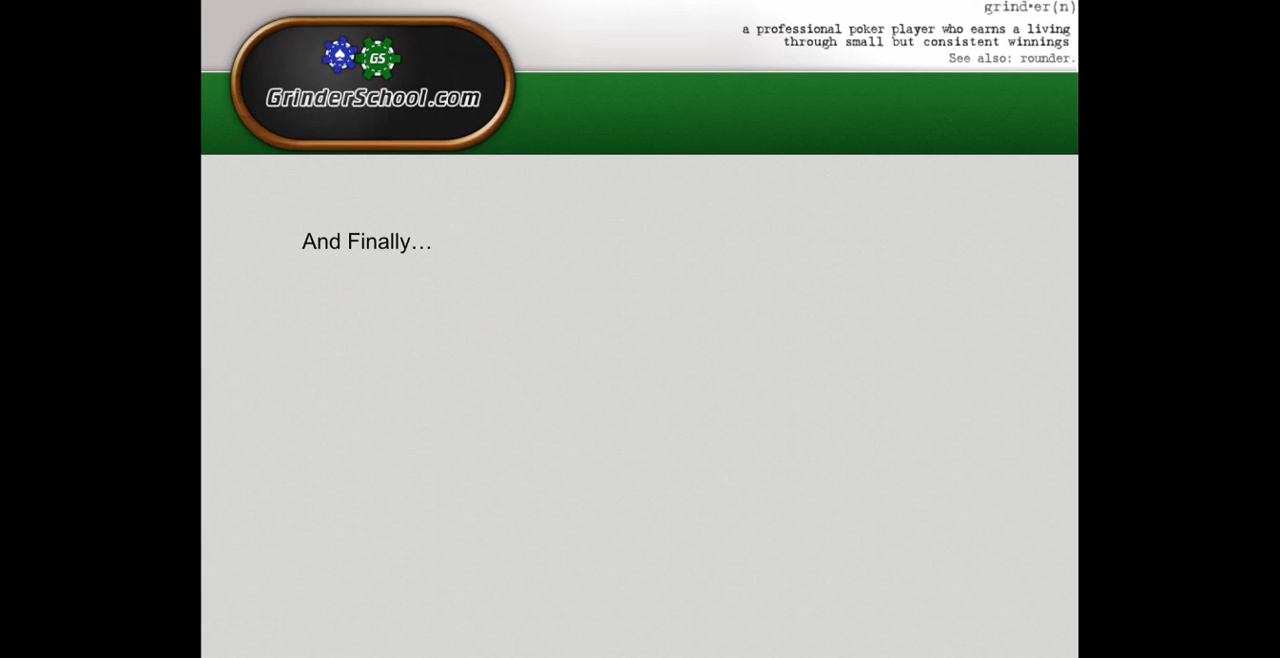 grind•er(n)
a professional poker player who earns a living
through small but consistent winnings
See also: rounder.
GS
GrinderSchool.com
And Finally…